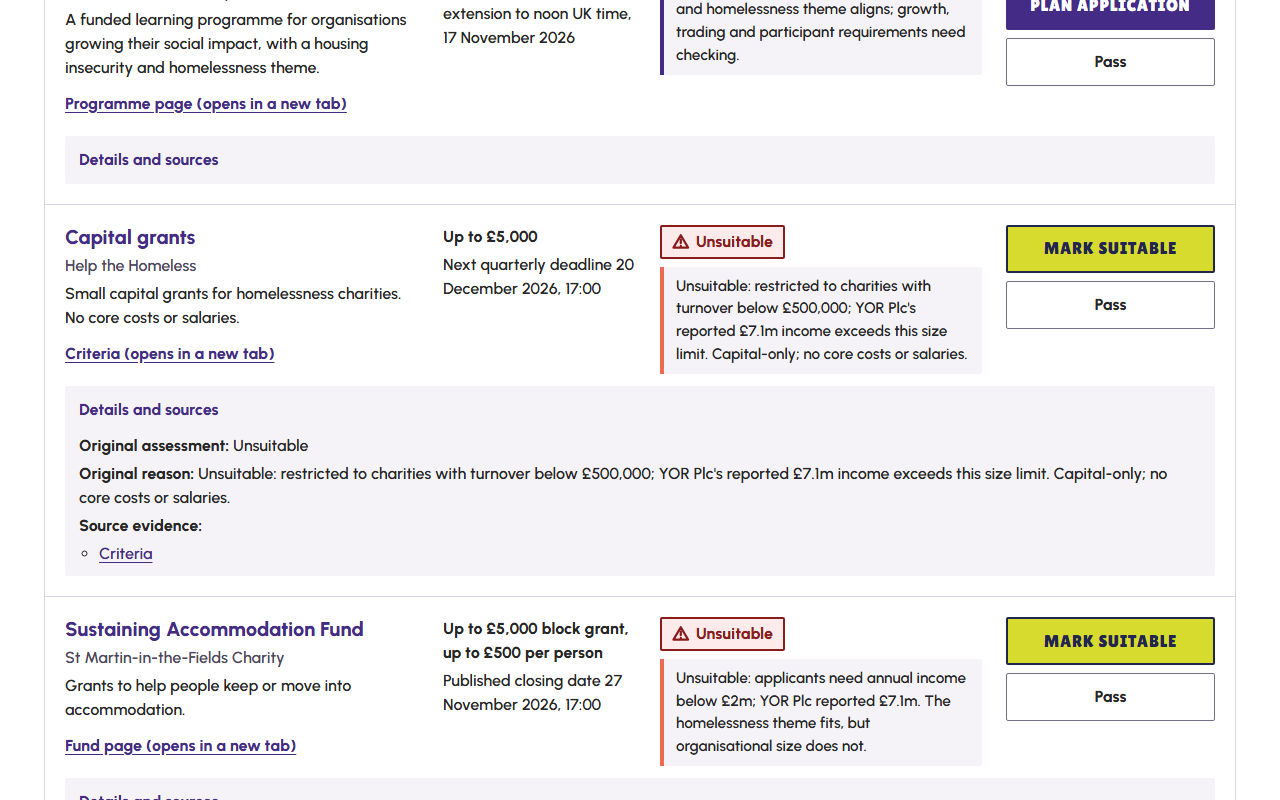 A funded learning programme for organisations
growing their social impact, with a housing
insecurity and homelessness theme.
Programme page (opens in a new tab)
extension to noon UK time,
17 November 2026
and homelessness theme aligns; growth,
trading and participant requirements need
checking.
PLAN APPLICATION
Pass
Details and sources
Capital grants
Help the Homeless
Small capital grants for homelessness charities.
No core costs or salaries.
Criteria (opens in a new tab)
Up to £5,000
Next quarterly deadline 20
December 2026, 17:00
Unsuitable
Unsuitable: restricted to charities with
turnover below £500,000; YOR Plc's
reported £7.1m income exceeds this size
limit. Capital-only; no core costs or salaries.
MARK SUITABLE
Pass
Details and sources
Original assessment: Unsuitable
Original reason: Unsuitable: restricted to charities with turnover below £500,000; YOR Plc's reported £7.1m income exceeds this size limit. Capital-only; no
core costs or salaries.
Source evidence:
Criteria
Sustaining Accommodation Fund
St Martin-in-the-Fields Charity
Grants to help people keep or move into
accommodation.
Fund page (opens in a new tab)
Up to £5,000 block grant,
up to £500 per person
Published closing date 27
November 2026, 17:00
Unsuitable
Unsuitable: applicants need annual income
below £2m; YOR Plc reported £7.1m. The
homelessness theme fits, but
organisational size does not.
MARK SUITABLE
Pass
Details and sources